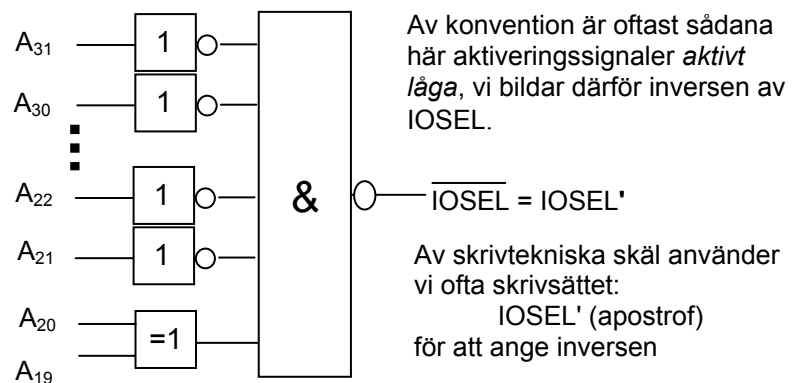 A31
1
A30
1
A22
1
A21
1
A20
=1
A19
&
Av konvention är oftast sådana
här aktiveringssignaler aktivt
låga, vi bildar därför inversen av
IOSEL.
IOSEL = IOSEL'
Av skrivtekniska skäl använder
vi ofta skrivsättet:
IOSEL' (apostrof)
för att ange inversen